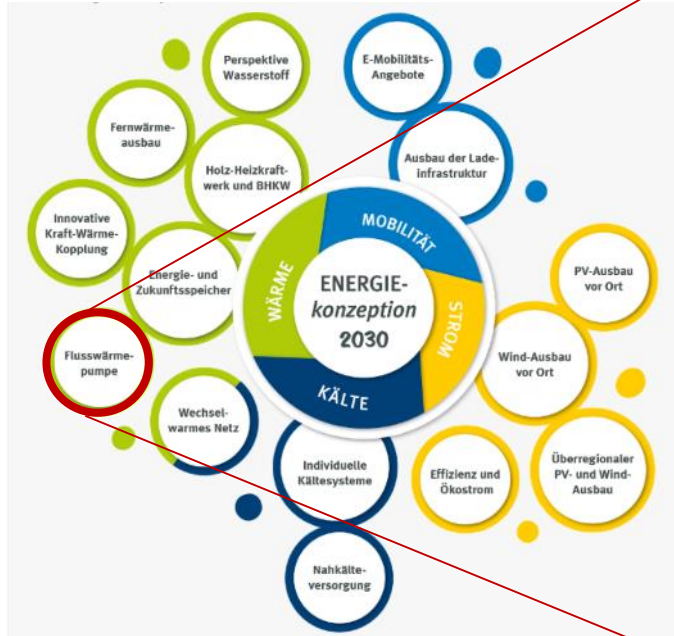 Perspektive
Wasserstoff
E-Mobilitäts-
Angebote
Fernwärme-
ausbau
Holz-Heizkraft-
werk und BHKW
Ausbau der Lade-
infrastruktur
Innovative
Kraft-Wärme-
Kopplung
Energie- und
Zukunftsspeicher
WÄRME
MOBILITÄT
STROM
KÄLTE
ENERGIE-
konzeption
2030
PV-Ausbau
vor Ort
Wind-Ausbau
vor Ort
Flusswärme-
pumpe
Wechsel-
warmes Netz
Individuelle
Kältesysteme
Effizienz und
Ökostrom
Überregionaler
PV- und Wind-
Ausbau
Nahkälte-
versorgung